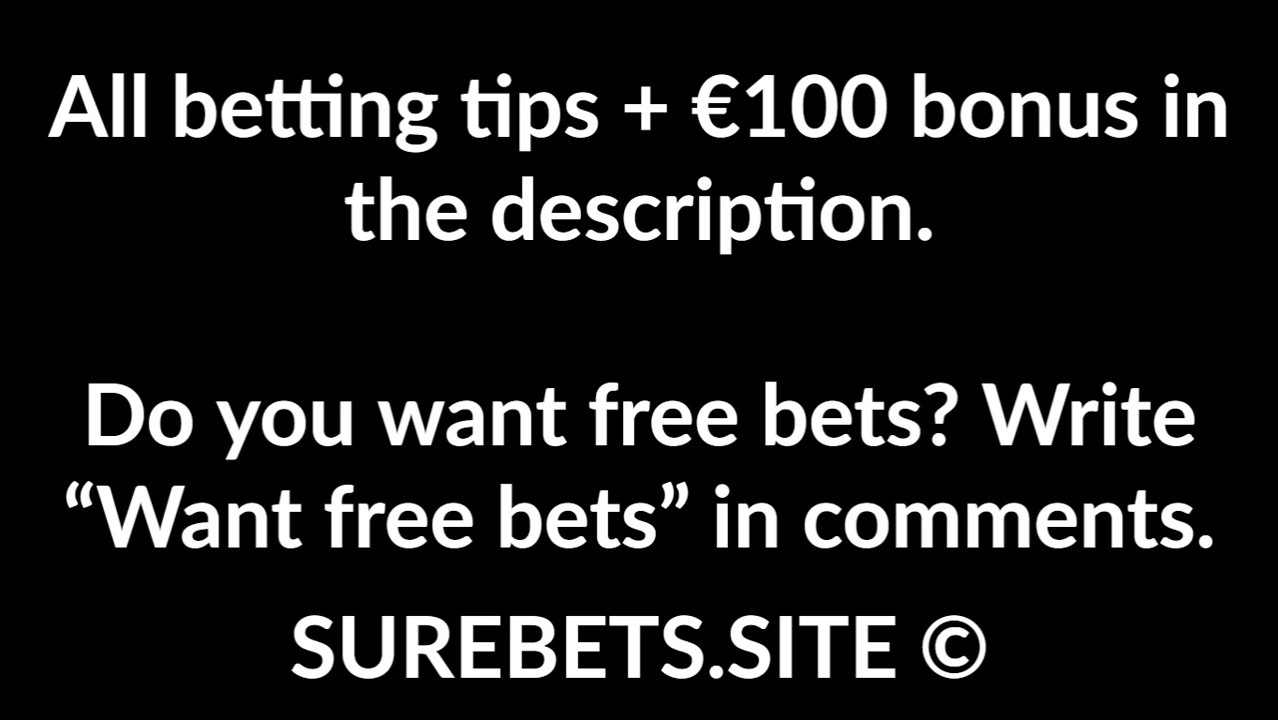 All betting tips + €100 bonus in
the description.
Do you want free bets? Write
“Want free bets” in comments.
SUREBETS.SITE ©